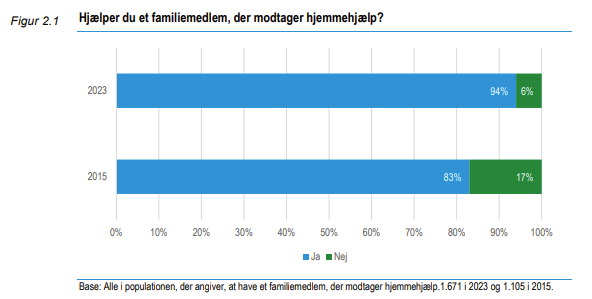 Figur 2.1
Hjælper du et familiemedlem, der modtager hjemmehjælp?
2023
94%
6%
2015
83%
17%
0% 10% 20% 30% 40% 50% 60% 70% 80% 90% 100%
Ja Nej
Base: Alle i populationen, der angiver, at have et familiemedlem, der modtager hjemmehjælp.1.671 i 2023 og 1.105 i 2015.